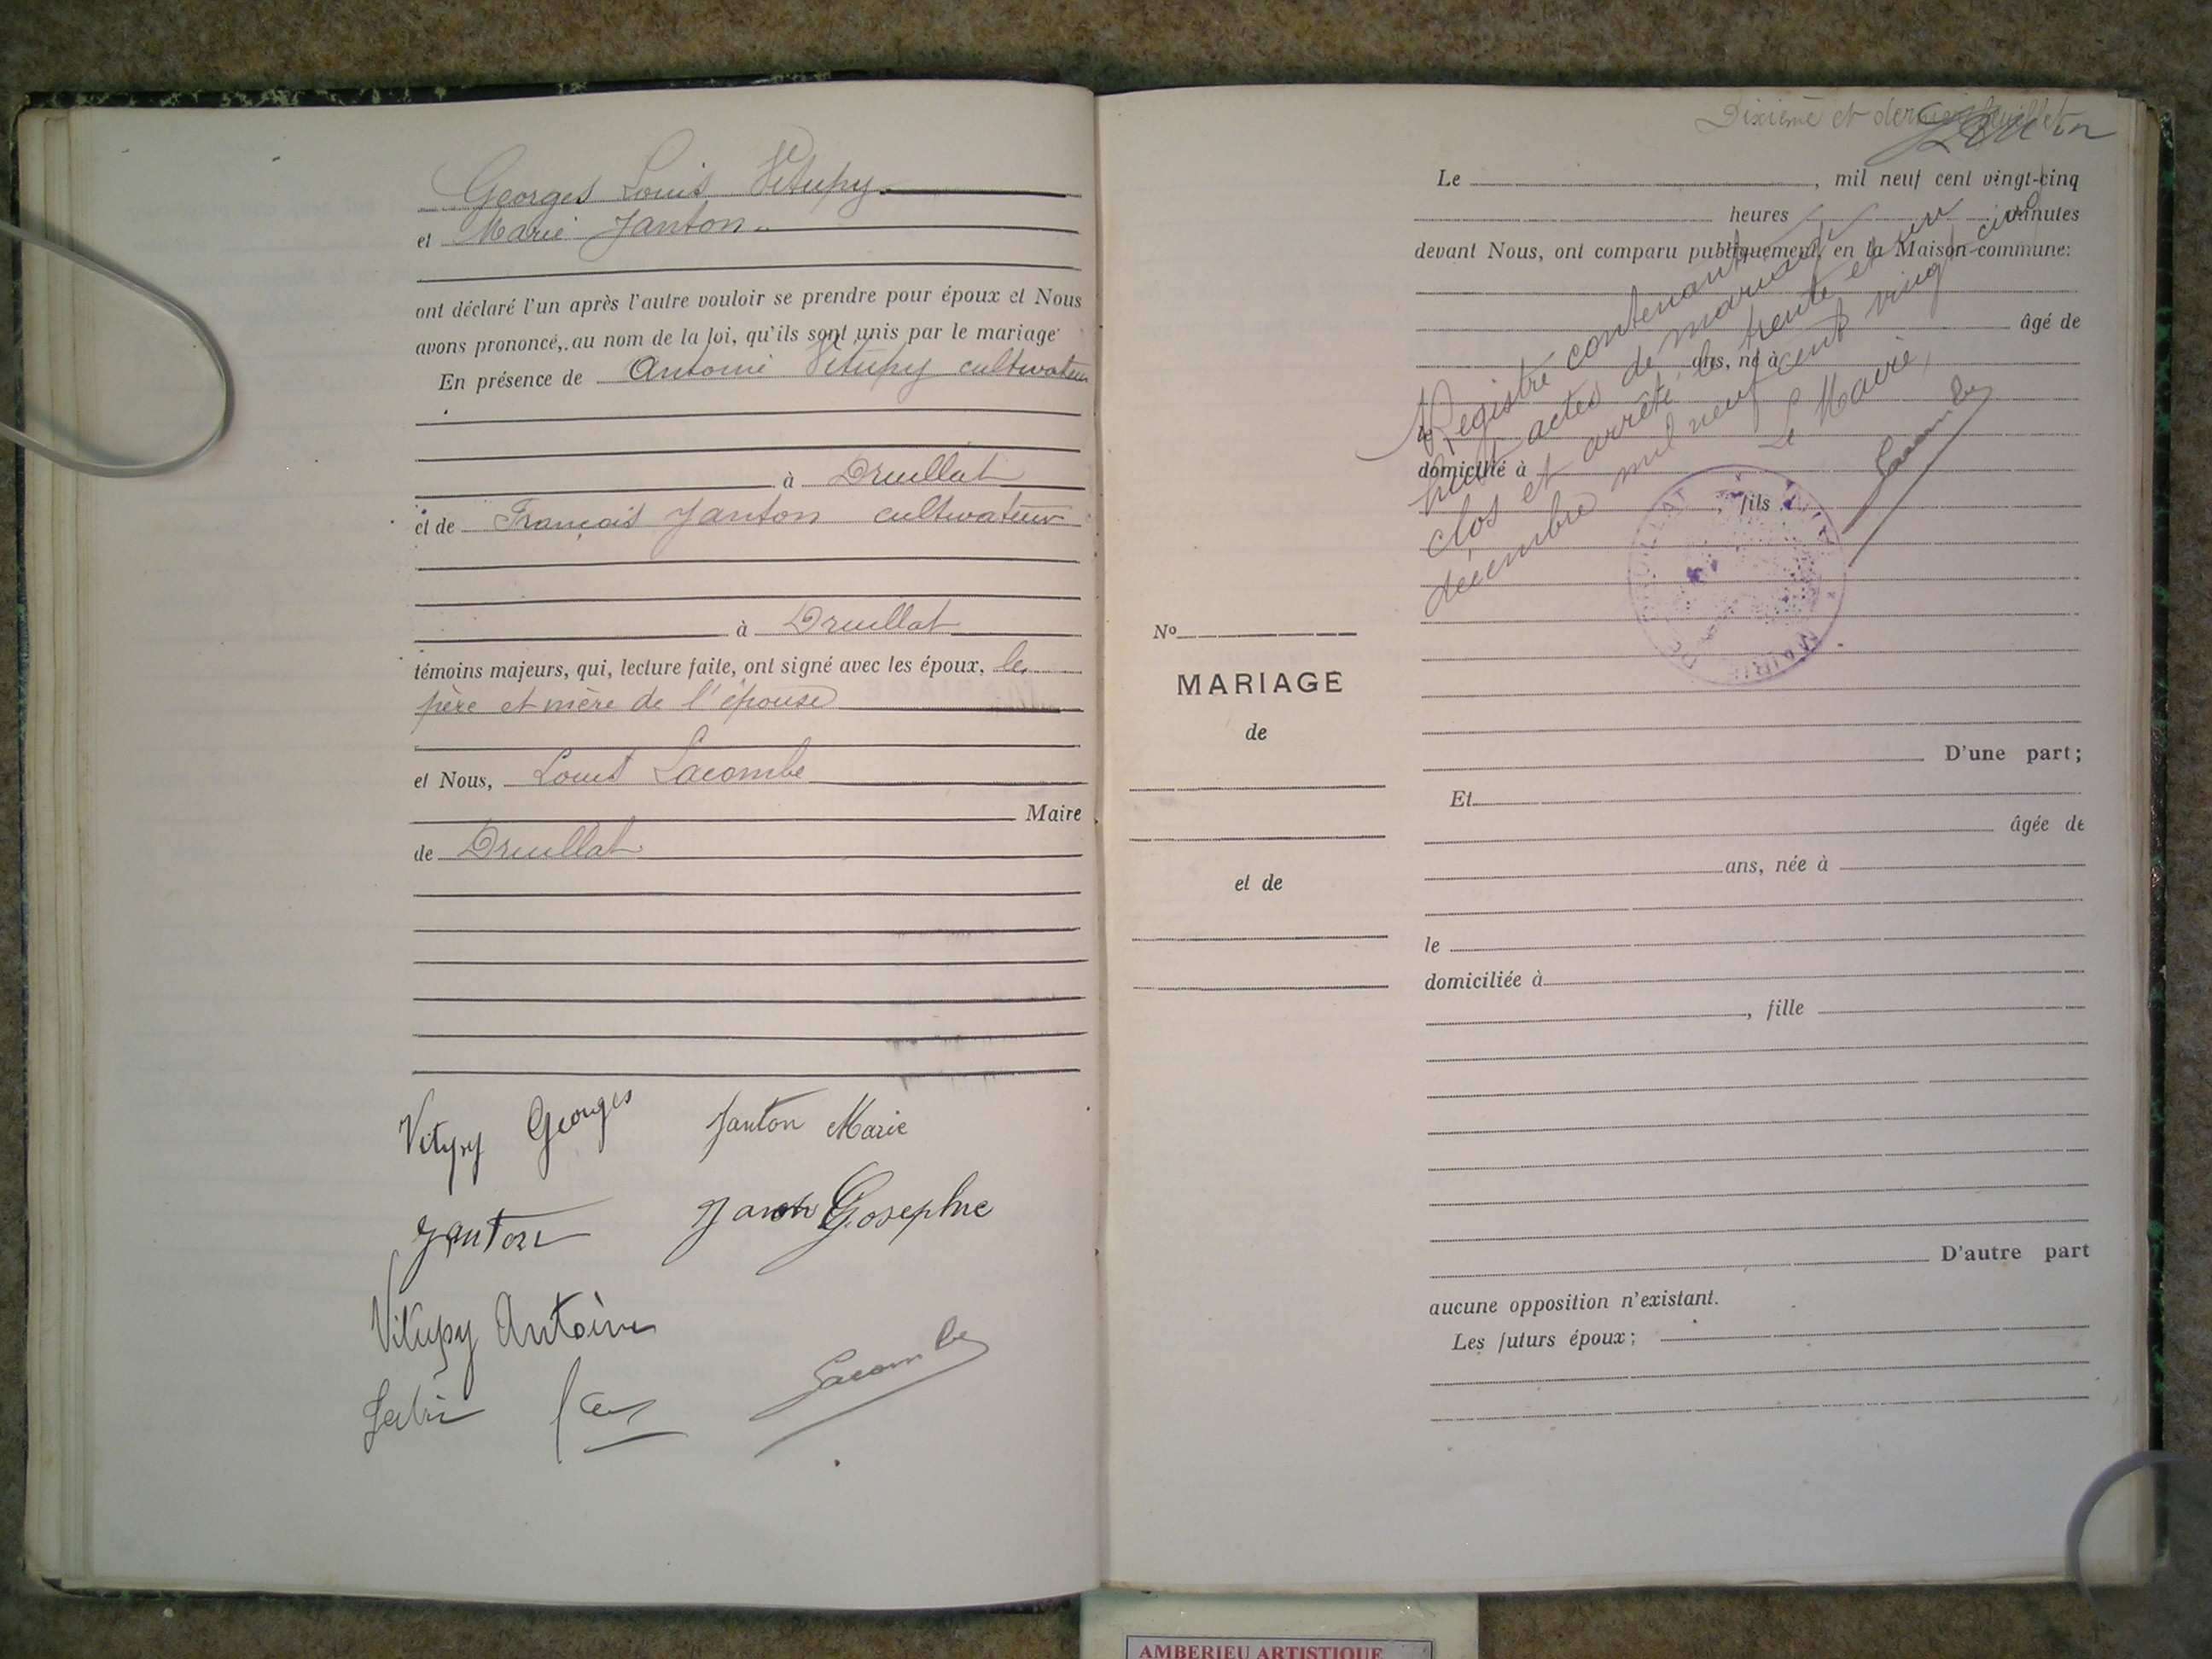 Georges Louis Vitupy
et Marie Janton
ont déclaré l'un après l'autre vouloir se prendre pour époux et Nous
avons prononcé, au nom de la loi, qu'ils sont unis par le mariage
En présence de Antoine Vitupy cultivateur
à Druillat
et de François Janton cultivateur
à Druillat
témoins majeurs, qui, lecture faite, ont signé avec les époux, les
père et mère de l'épouse
et Nous, Louis Lacombe
Maire
de Druillat
Vitupy Georges Janton Marie
Janton Janton Josephine
Vitupy Antoine
Lacombe
Dixième et dernier feuillet
Le , mil neuf cent vingt-cinq
heures minutes
devant Nous, ont comparu publiquement en la Maison commune:
âgé de
ans, né à
le
domicilié à
, fils
Registre contenant
huit actes de mariage
clos et arrêté le trente et un
décembre mil neuf cent vingt cinq
Le Maire,
Lacombe
MAIRIE DE
No
MARIAGE
de
et de
D'une part;
Et
âgée de
ans, née à
le
domiciliée à
, fille
D'autre part
aucune opposition n'existant.
Les futurs époux;
AMBERIEU ARTISTIQUE